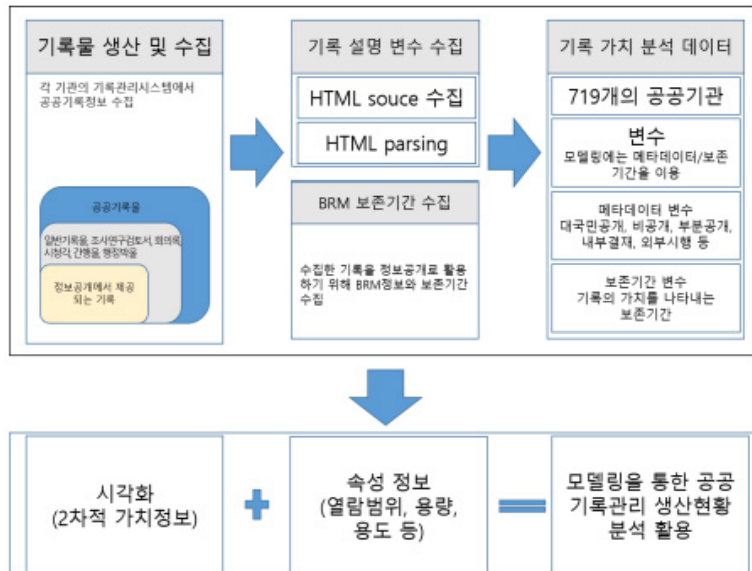 기록물 생산 및 수집
각 기관의 기록관리시스템에서
공공기록정보 수집
공공기록물
일반기록물, 조사연구검토서, 회의록,
시청각, 간행물, 행정박물
정보공개에서 제공
되는 기록
기록 설명 변수 수집
HTML souce 수집
HTML parsing
BRM 보존기간 수집
수집한 기록을 정보공개로 활용
하기 위해 BRM정보와 보존기간
수집
기록 가치 분석 데이터
719개의 공공기관
변수
모델링에는 메타데이터/보존
기간을 이용
메타데이터 변수
대국민공개, 비공개, 부분공개,
내부결재, 외부시행 등
보존기간 변수
기록의 가치를 나타내는
보존기간
시각화
(2차적 가치정보)
속성 정보
(열람범위, 용량,
용도 등)
모델링을 통한 공공
기록관리 생산현황
분석 활용